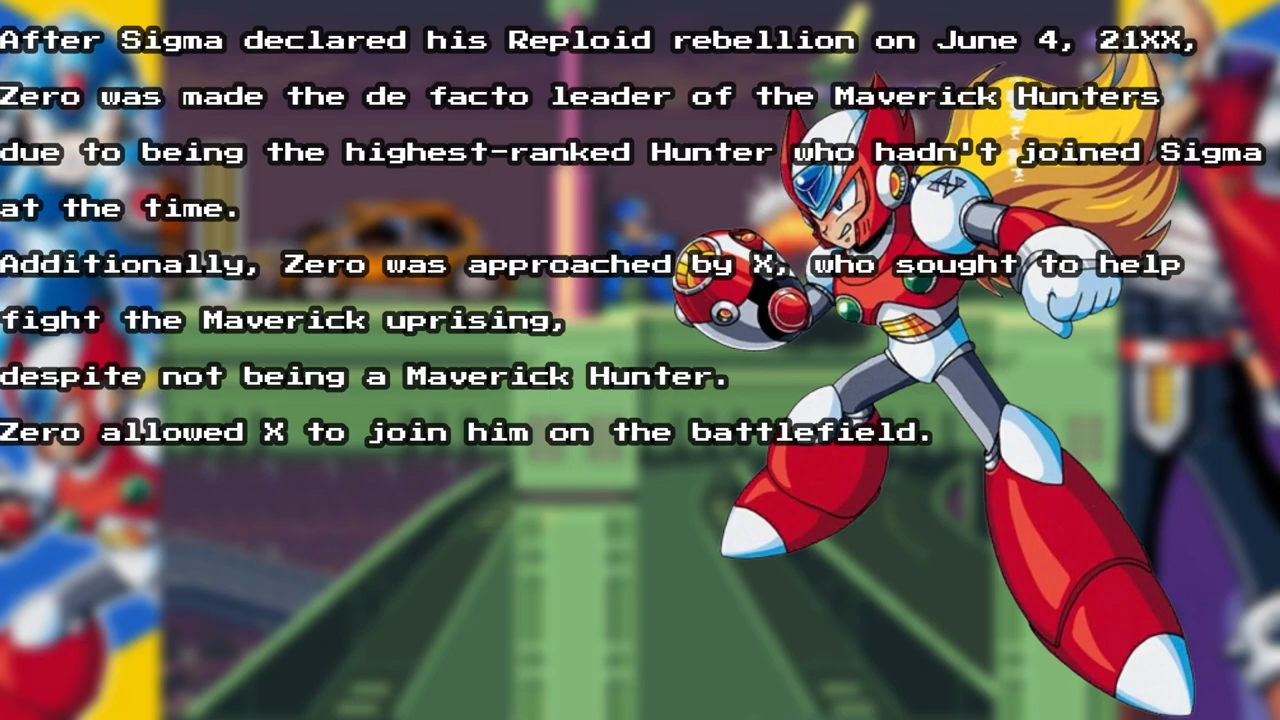 After Sigma declared his Reploid rebellion on June 4, 21XX,
Zero was made the de facto leader of the Maverick Hunters
due to being the highest-ranked Hunter who hadn't joined Sigma
at the time.
Additionally, Zero was approached by X, who sought to help
fight the Maverick uprising,
despite not being a Maverick Hunter.
Zero allowed X to join him on the battlefield.